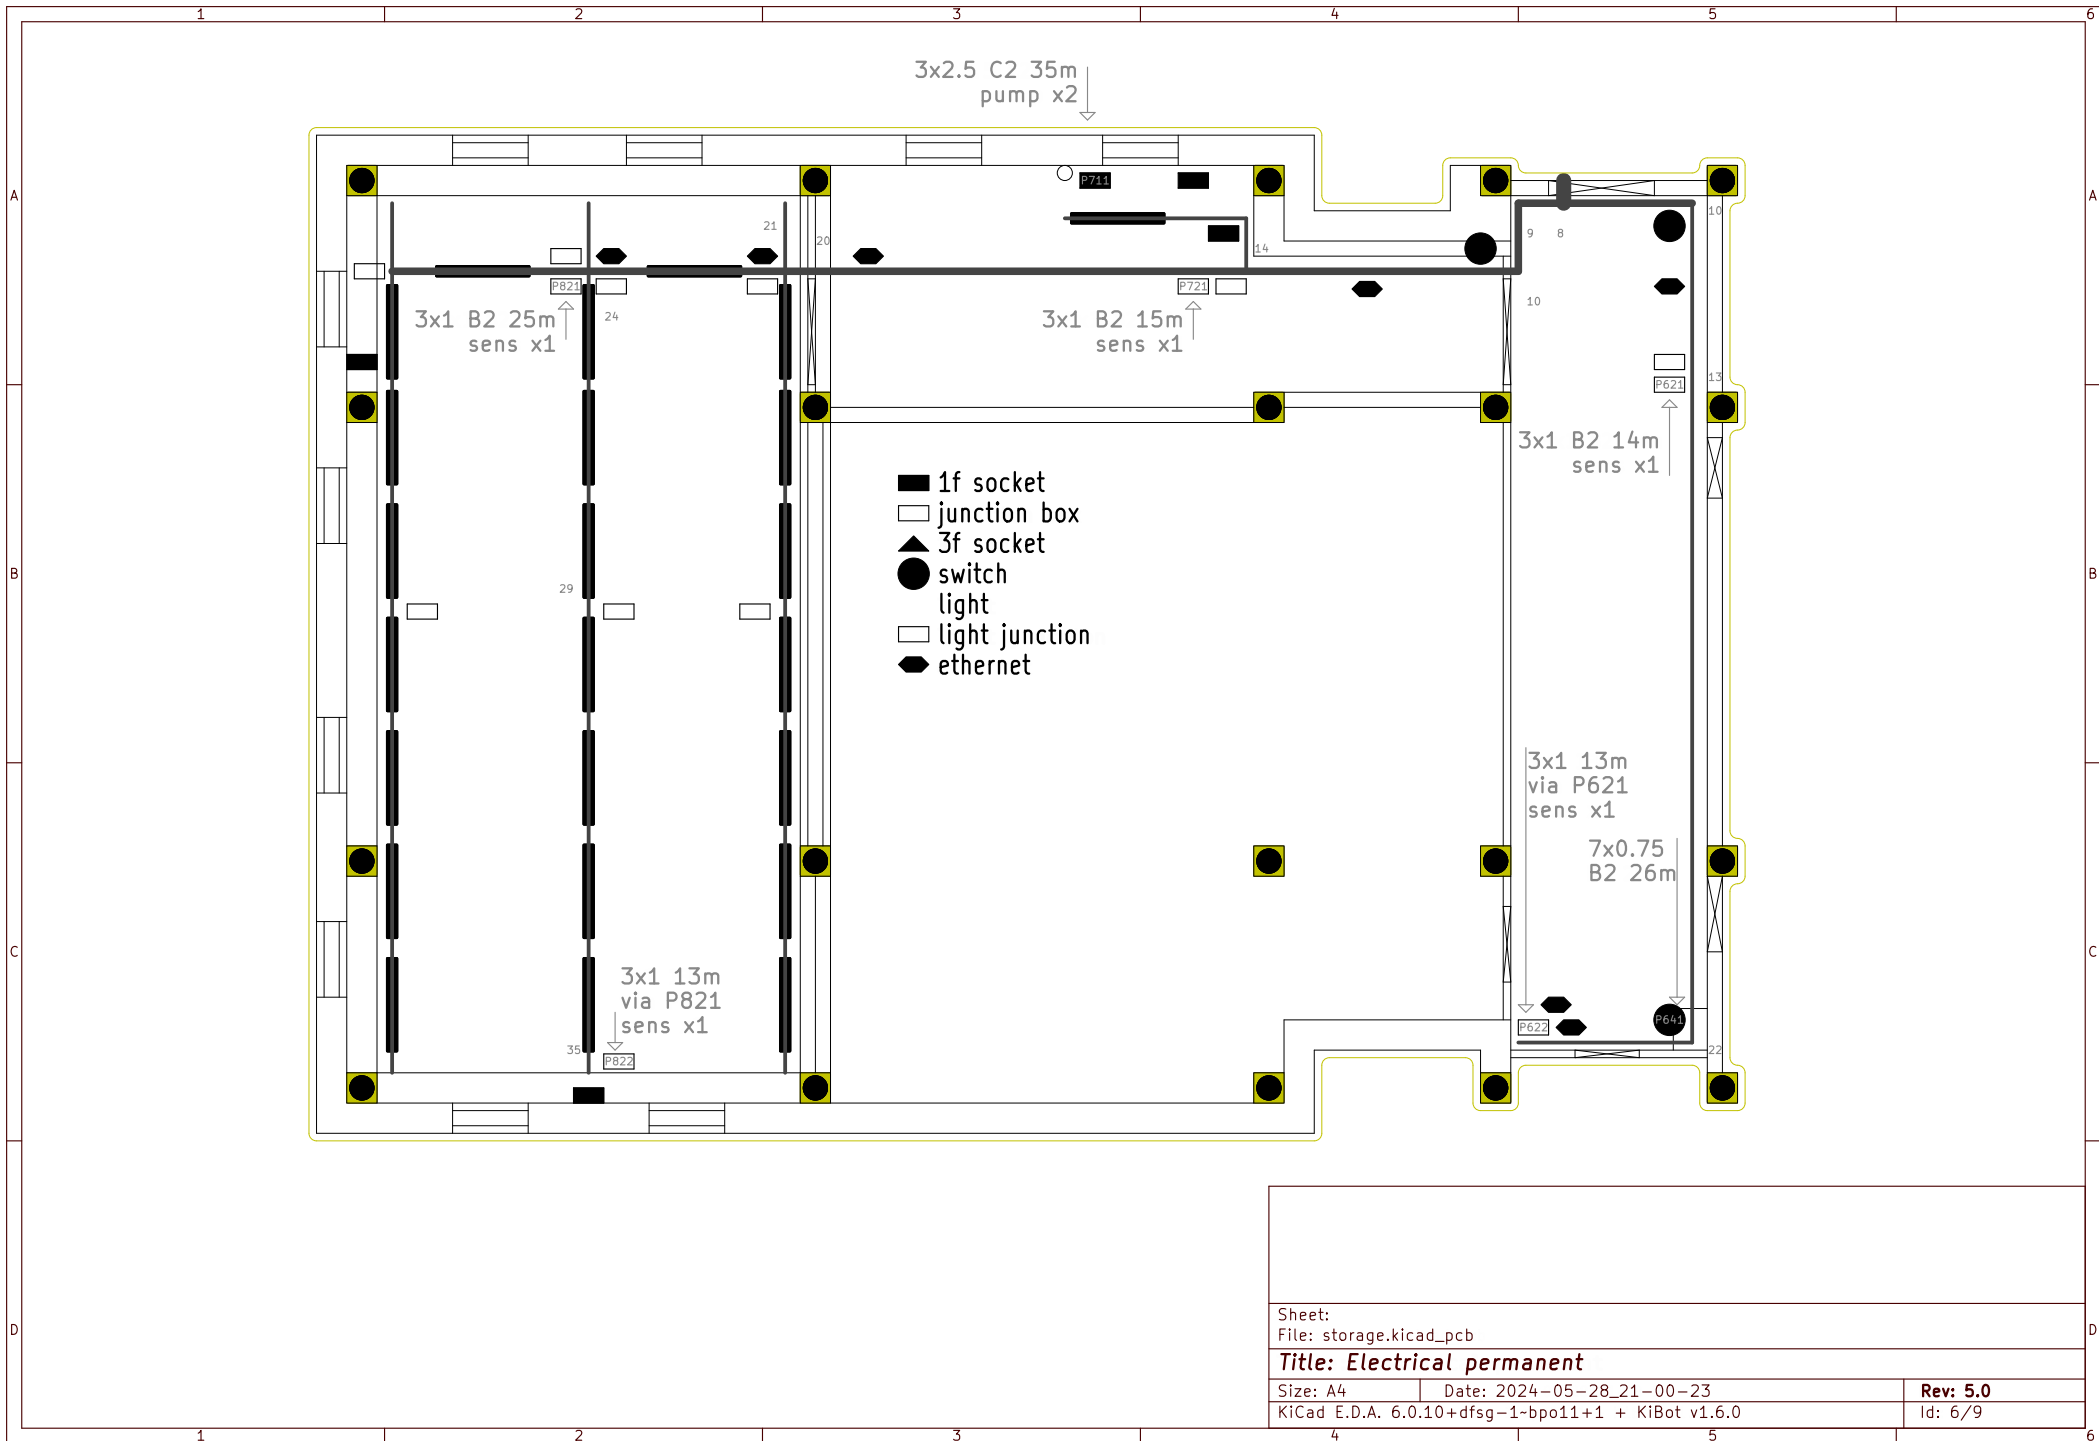 1 2 3 4 5 6
3x2.5 C2 35m
pump x2
A A
P711
10
21
20
9 8
14
P821
P721
10
3x1 B2 25m
sens x1
24
3x1 B2 15m
sens x1
13
P621
3x1 B2 14m
sens x1
1f socket
junction box
3f socket
switch
light
light junction
ethernet
B B
29
3x1 13m
via P621
sens x1
7x0.75
B2 26m
C C
3x1 13m
via P821
sens x1
P641
P622
35
22
P822
Sheet:
File: storage.kicad_pcb
D D
Title: Electrical permanent
Size: A4 Date: 2024-05-28_21-00-23 Rev: 5.0
KiCad E.D.A. 6.0.10+dfsg-1~bpo11+1 + KiBot v1.6.0 Id: 6/9
1 2 3 4 5 6